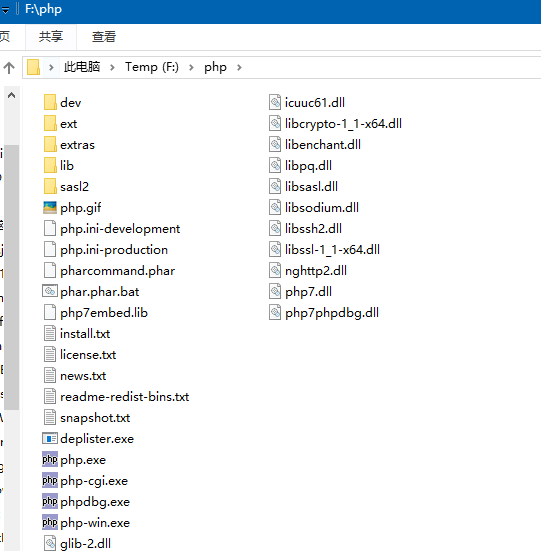 F:\php
页 共享 查看
此电脑 Temp (F:) php
dev
ext
extras
lib
sasl2
php.gif
php.ini-development
php.ini-production
pharcommand.phar
phar.phar.bat
php7embed.lib
install.txt
license.txt
news.txt
readme-redist-bins.txt
snapshot.txt
deplister.exe
php.exe
php-cgi.exe
phpdbg.exe
php-win.exe
glib-2.dll
icuuc61.dll
libcrypto-1_1-x64.dll
libenchant.dll
libpq.dll
libsasl.dll
libsodium.dll
libssh2.dll
libssl-1_1-x64.dll
nghttp2.dll
php7.dll
php7phpdbg.dll